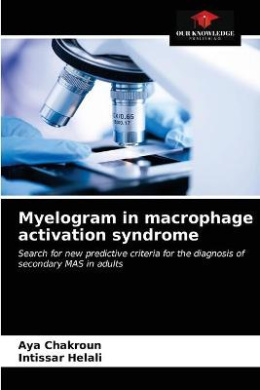 OUR KNOWLEDGE
PUBLISHING
Myelogram in macrophage
activation syndrome
Search for new predictive criteria for the diagnosis of
secondary MAS in adults
Aya Chakroun
Intissar Helali